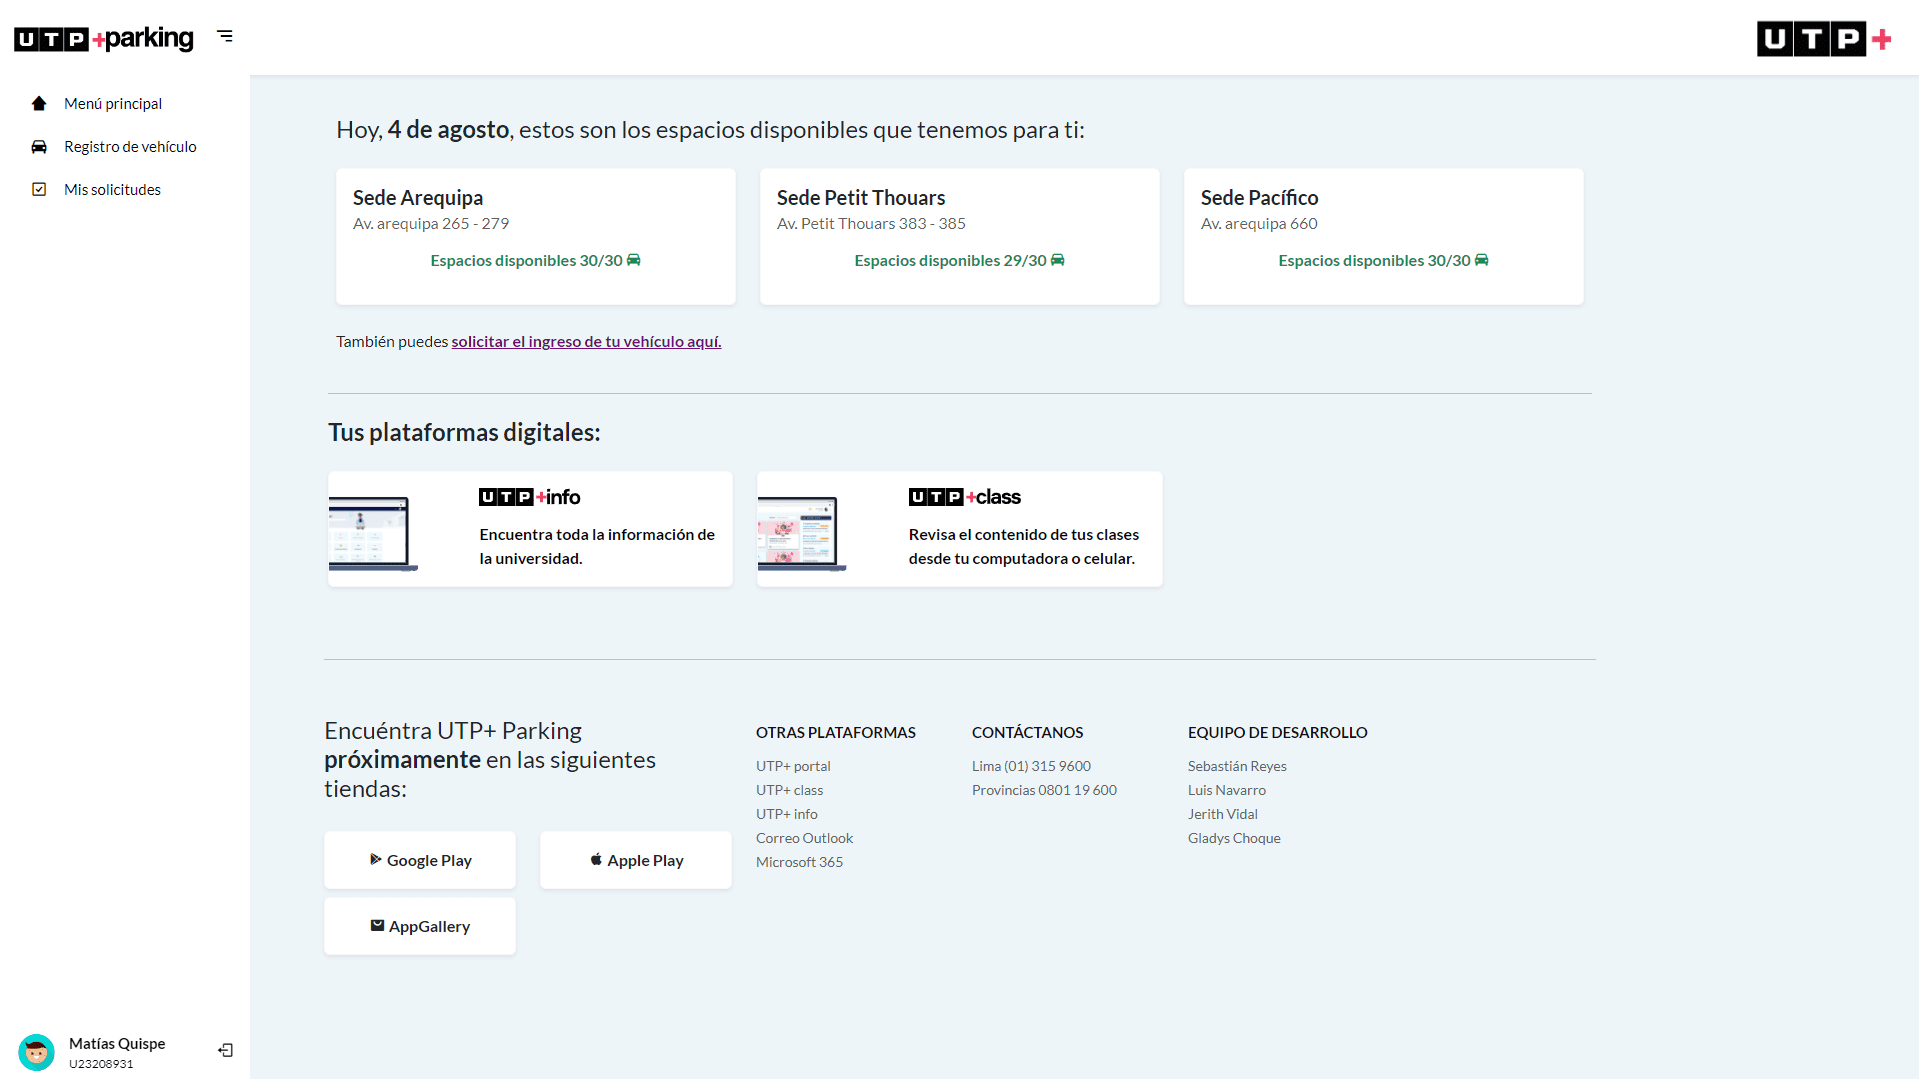 UTP+parking
UTP+
Menú principal
Registro de vehículo
Mis solicitudes
Hoy, 4 de agosto, estos son los espacios disponibles que tenemos para ti:
Sede Arequipa
Av. arequipa 265 - 279
Espacios disponibles 30/30
Sede Petit Thouars
Av. Petit Thouars 383 - 385
Espacios disponibles 29/30
Sede Pacífico
Av. arequipa 660
Espacios disponibles 30/30
También puedes solicitar el ingreso de tu vehículo aquí.
Tus plataformas digitales:
UTP+info
Encuentra toda la información de
la universidad.
UTP+class
Revisa el contenido de tus clases
desde tu computadora o celular.
Encuéntra UTP+ Parking
próximamente en las siguientes
tiendas:
Google Play
Apple Play
AppGallery
OTRAS PLATAFORMAS
UTP+ portal
UTP+ class
UTP+ info
Correo Outlook
Microsoft 365
CONTÁCTANOS
Lima (01) 315 9600
Provincias 0801 19 600
EQUIPO DE DESARROLLO
Sebastián Reyes
Luis Navarro
Jerith Vidal
Gladys Choque
Matías Quispe
U23208931